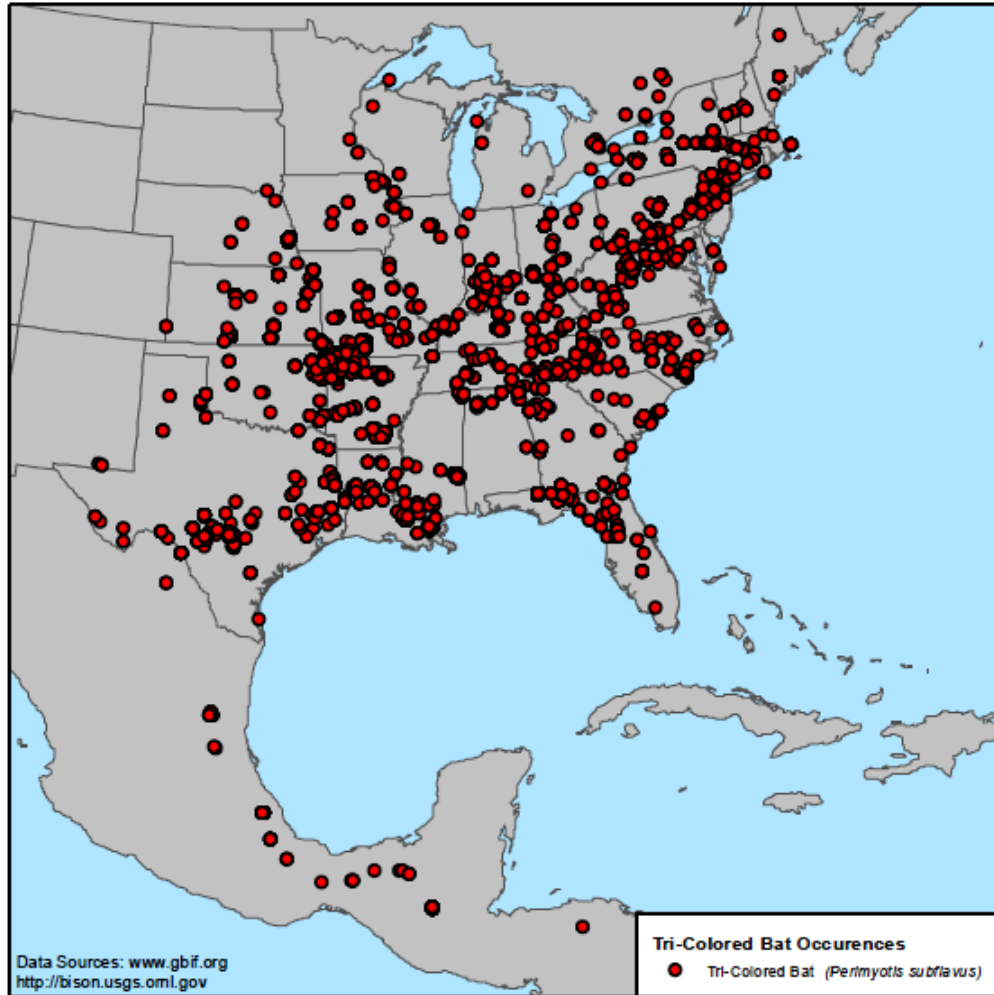 Data Sources: www.gbif.org
http://bison.usgs.ornl.gov
Tri-Colored Bat Occurences
Tri-Colored Bat (Perimyotis subflavus)